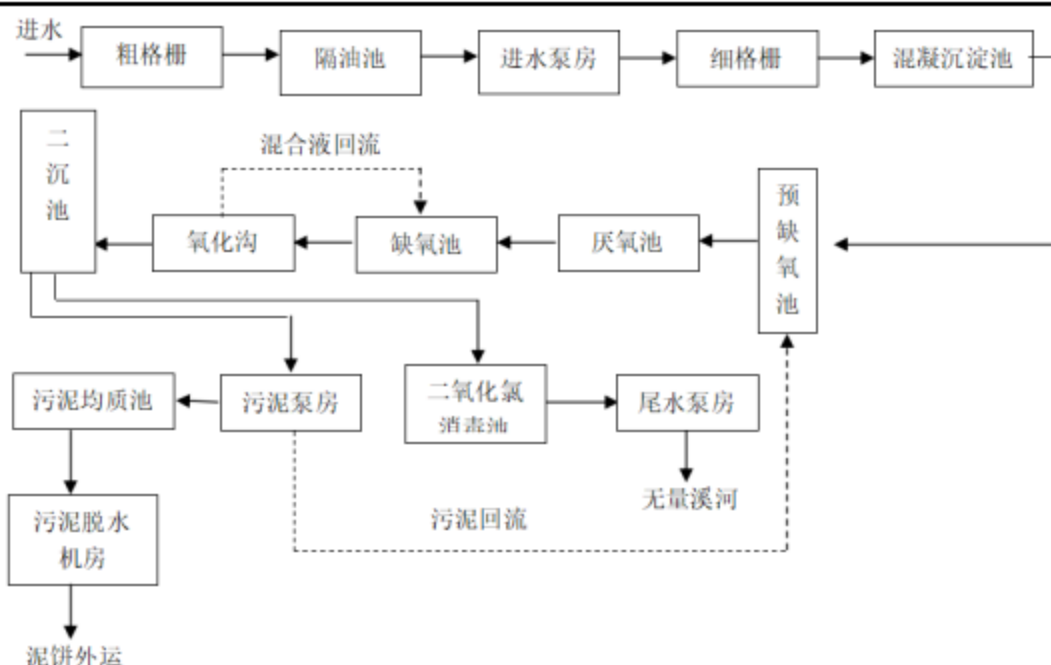 进水
粗格栅
隔油池
进水泵房
细格栅
混凝沉淀池
二沉池
混合液回流
氧化沟
缺氧池
厌氧池
预缺氧池
污泥均质池
污泥泵房
二氧化氯
消毒池
尾水泵房
无量溪河
污泥回流
污泥脱水
机房
泥饼外运